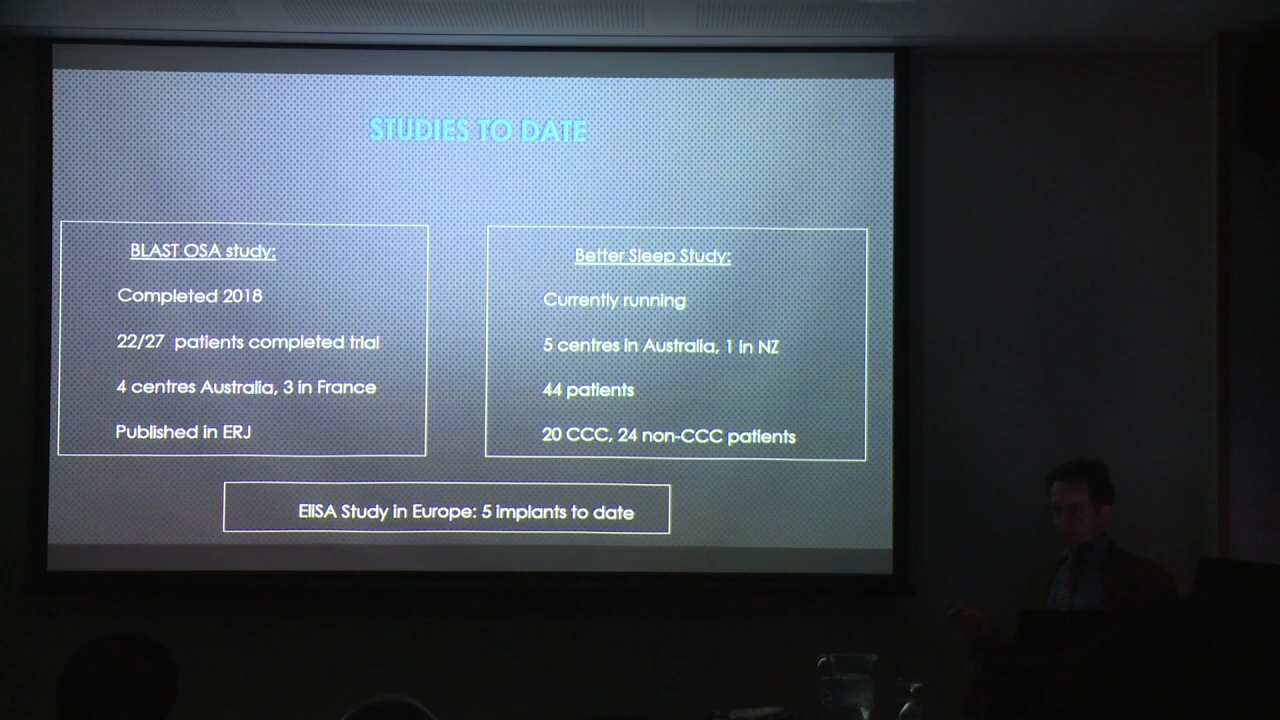 STUDIES TO DATE
BLAST OSA study:
Completed 2018
22/27 patients completed trial
4 centres Australia, 3 in France
Published in ERJ
Better Sleep Study:
Currently running
5 centres in Australia, 1 in NZ
44 patients
20 CCC, 24 non-CCC patients
EliSA Study in Europe: 5 implants to date